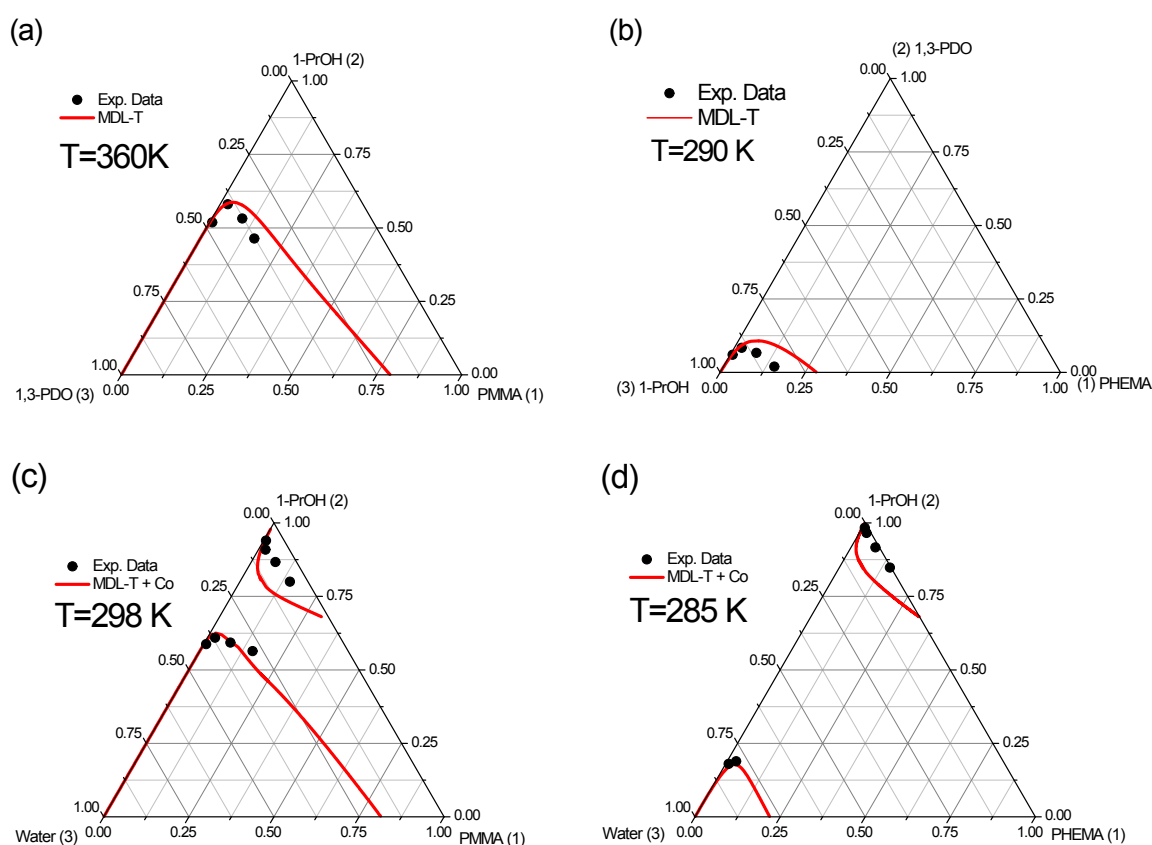 (a)
1-PrOH (2)
0.00
1.00
Exp. Data
MDL-T
T=360K
0.25
0.75
0.50
0.50
0.75
0.25
1.00
0.00
0.00
0.25
0.50
0.75
1.00
1,3-PDO (3)
PMMA (1)
(b)
(2) 1,3-PDO
0.00
1.00
Exp. Data
MDL-T
T=290 K
0.25
0.75
0.50
0.50
0.75
0.25
1.00
0.00
(3) 1-PrOH
(1) PHEMA
0.00
0.25
0.50
0.75
1.00
(c)
1-PrOH (2)
0.00
1.00
Exp. Data
MDL-T + Co
T=298 K
0.25
0.75
0.50
0.50
0.75
0.25
1.00
0.00
0.00
0.25
0.50
0.75
1.00
Water (3)
PMMA (1)
(d)
1-PrOH (2)
0.00
1.00
Exp. Data
MDL-T + Co
T=285 K
0.25
0.75
0.50
0.50
0.75
0.25
1.00
0.00
0.00
0.25
0.50
0.75
1.00
Water (3)
PHEMA (1)